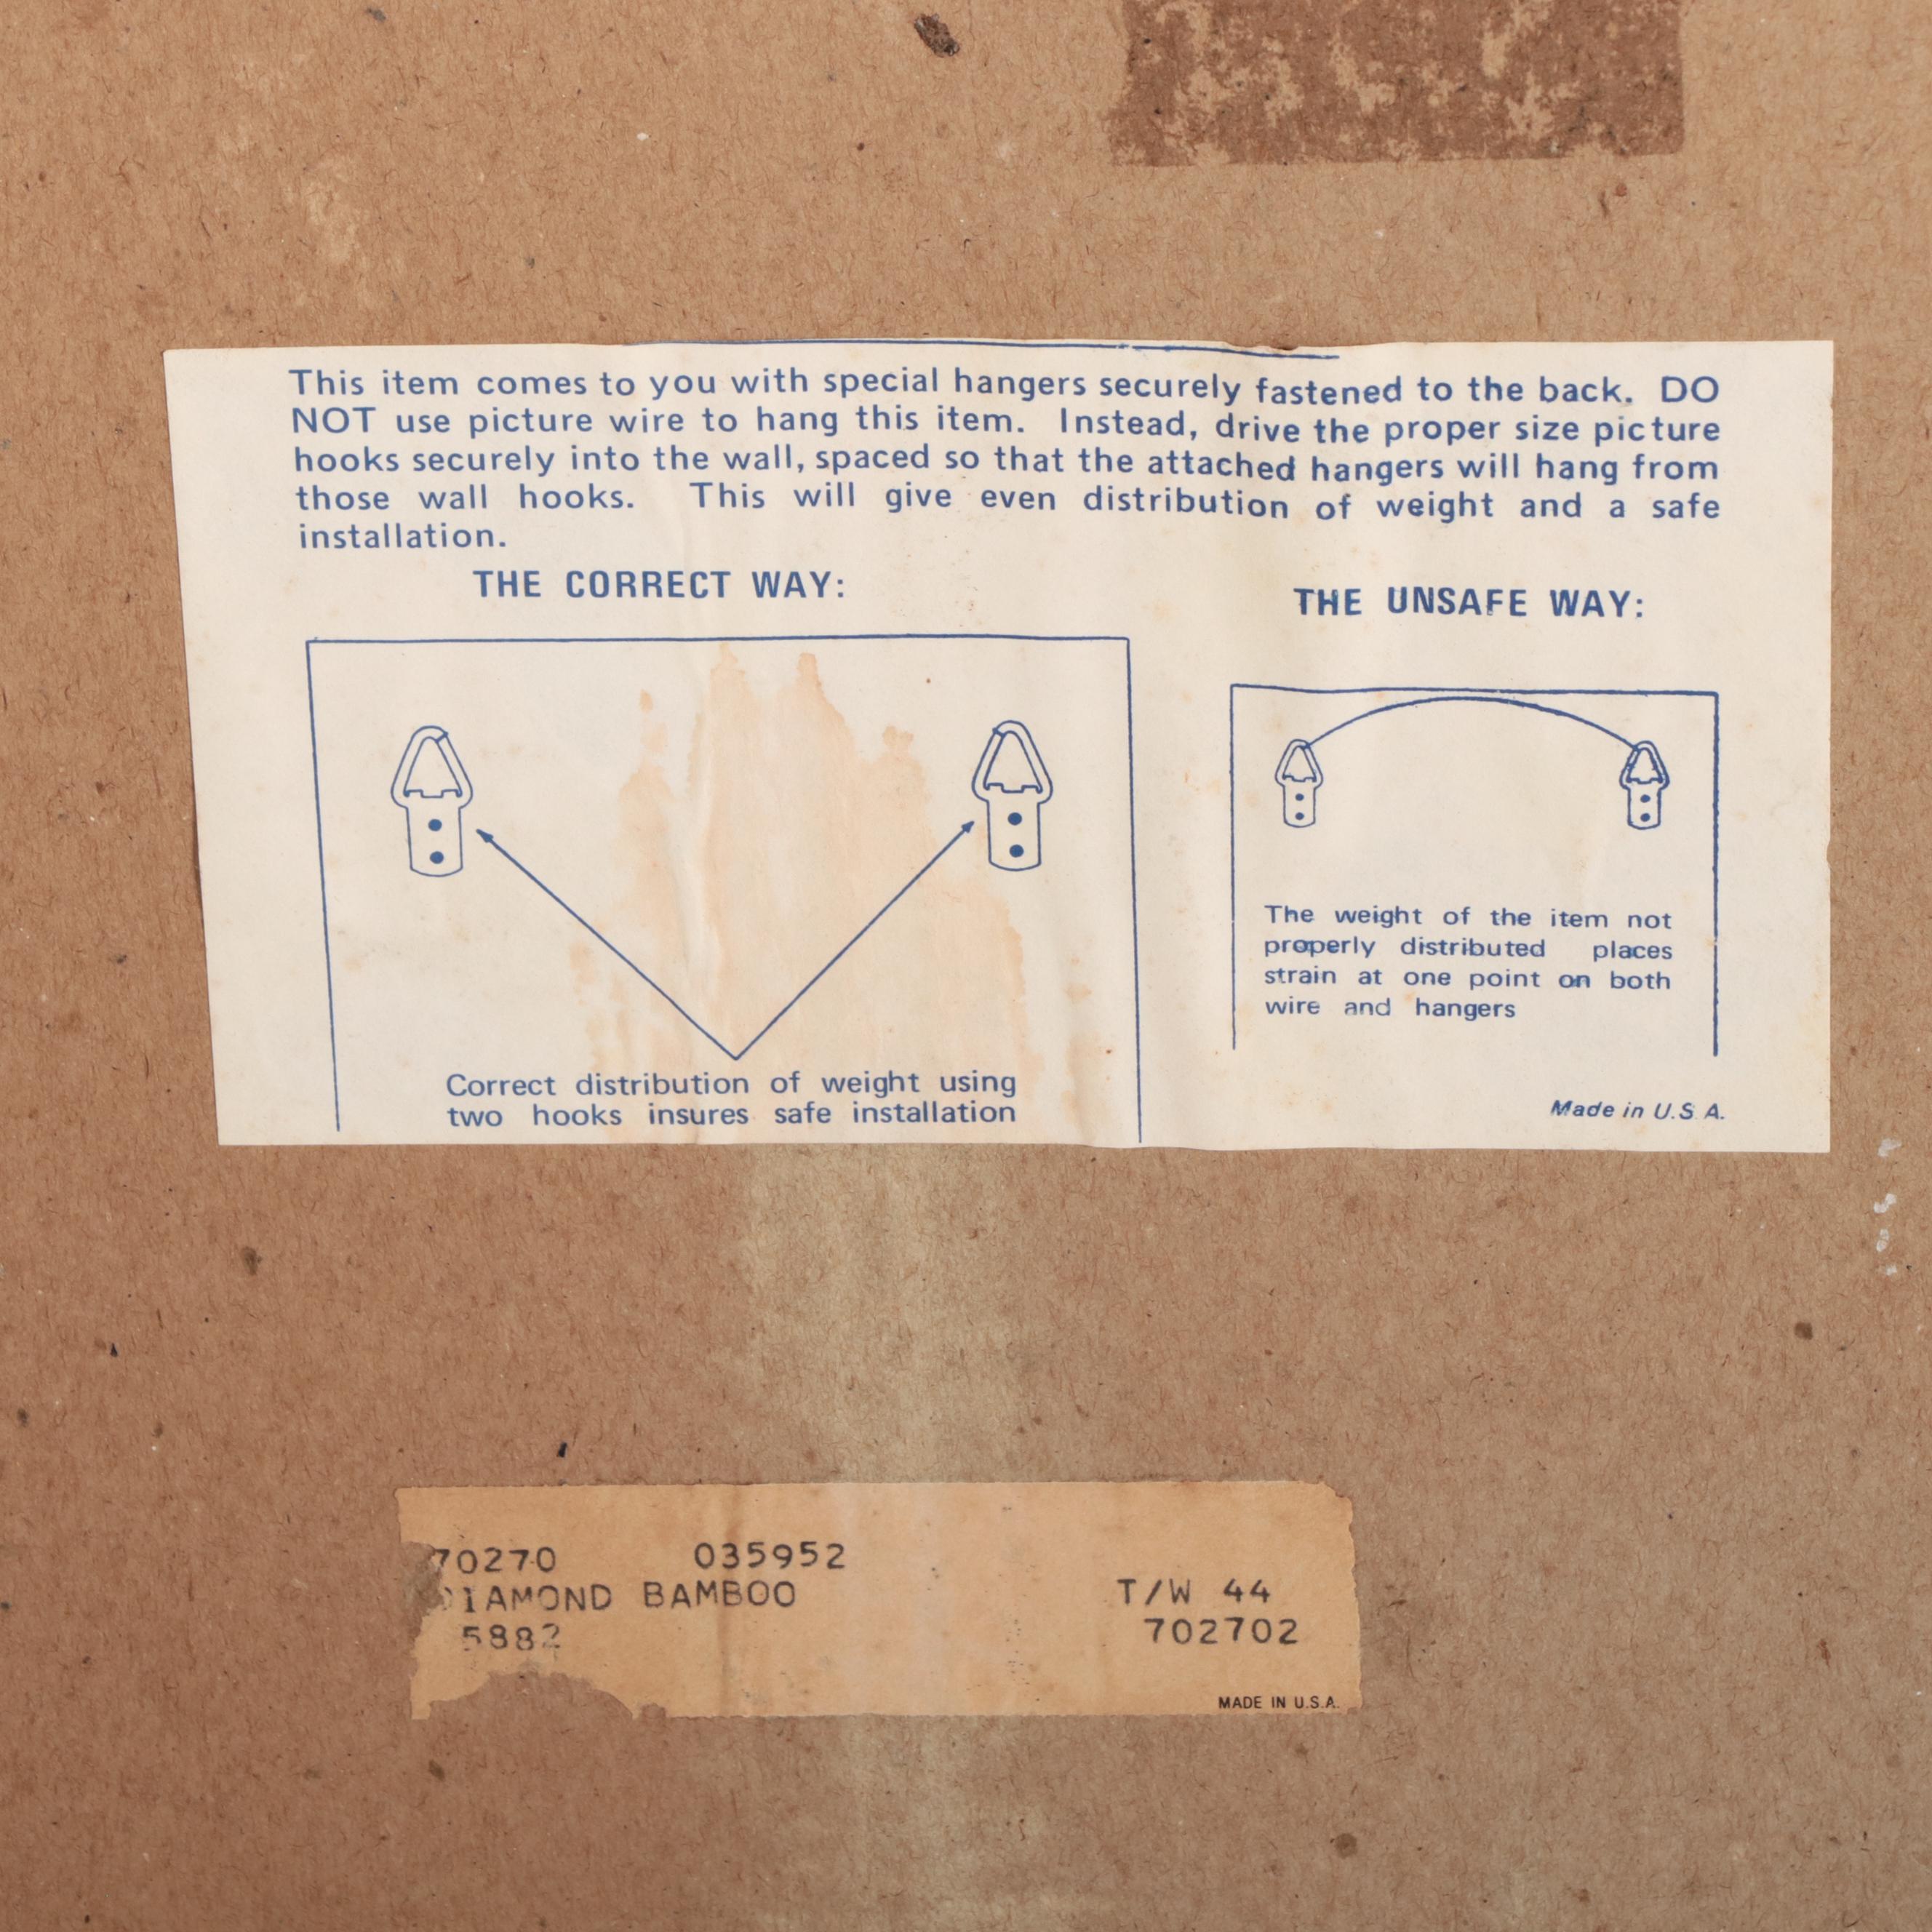 This item comes to you with special hangers securely fastened to the back. DO
NOT use picture wire to hang this item. Instead, drive the proper size picture
hooks securely into the wall, spaced so that the attached hangers will hang from
those wall hooks. This will give even distribution of weight and a safe
installation.
THE CORRECT WAY:
Correct distribution of weight using
two hooks insures safe installation
THE UNSAFE WAY:
The weight of the item not
properly distributed places
strain at one point on both
wire and hangers
Made in U.S.A.
70270 035952
DIAMOND BAMBOO T/W 44
5882 702702
MADE IN U.S.A.